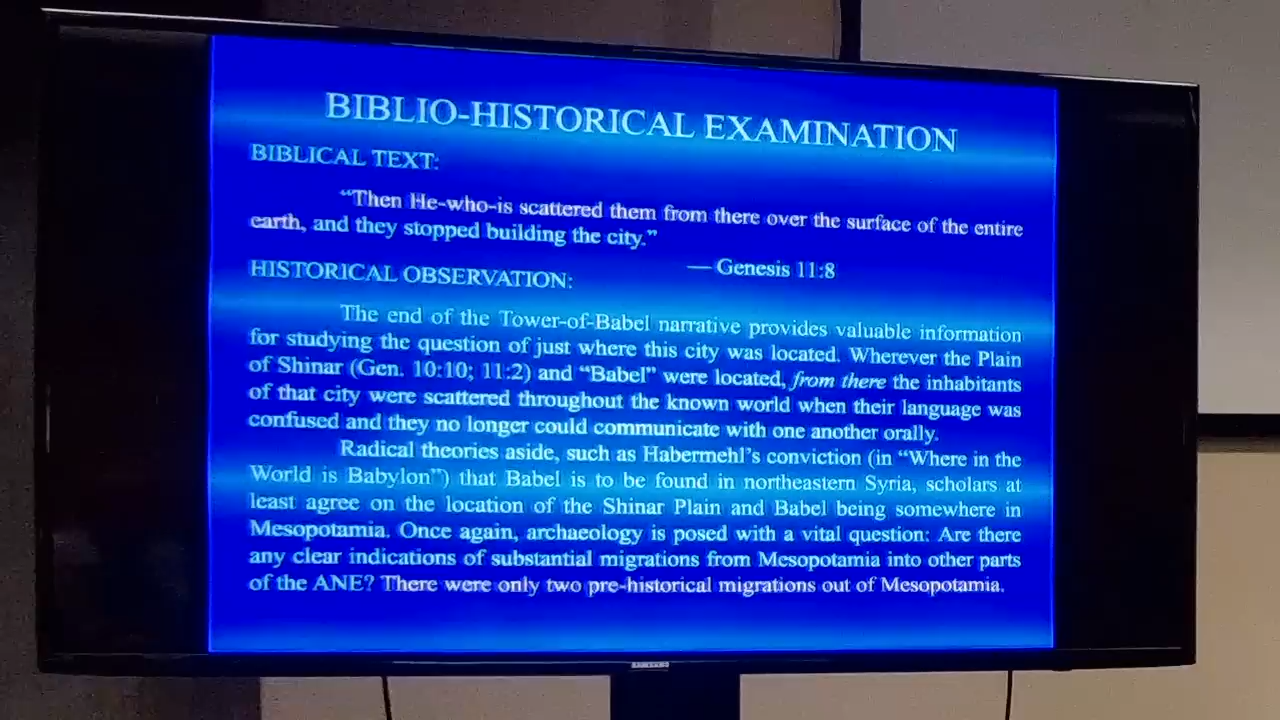 BIBLIO-HISTORICAL EXAMINATION
BIBLICAL TEXT:
“Then He-who-is scattered them from there over the surface of the entire
earth, and they stopped building the city.”
— Genesis 11:8
HISTORICAL OBSERVATION:
The end of the Tower-of-Babel narrative provides valuable information
for studying the question of just where this city was located. Wherever the Plain
of Shinar (Gen. 10:10; 11:2) and “Babel” were located, from there the inhabitants
of that city were scattered throughout the known world when their language was
confused and they no longer could communicate with one another orally.
Radical theories aside, such as Habermehl’s conviction (in “Where in the
World is Babylon”) that Babel is to be found in northeastern Syria, scholars at
least agree on the location of the Shinar Plain and Babel being somewhere in
Mesopotamia. Once again, archaeology is posed with a vital question: Are there
any clear indications of substantial migrations from Mesopotamia into other parts
of the ANE? There were only two pre-historical migrations out of Mesopotamia.